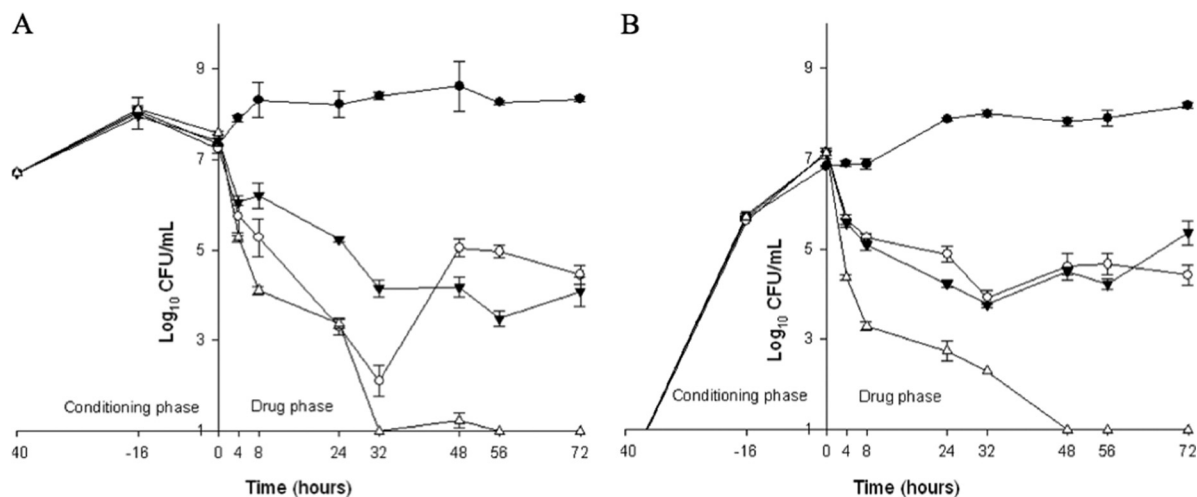 A
9
7
5
3
1
Log10 CFU/mL
Conditioning phase
Drug phase
40 -16 0 4 8 24 32 48 56 72
Time (hours)
B
9
7
5
3
1
Log10 CFU/mL
Conditioning phase
Drug phase
40 -16 0 4 8 24 32 48 56 72
Time (hours)